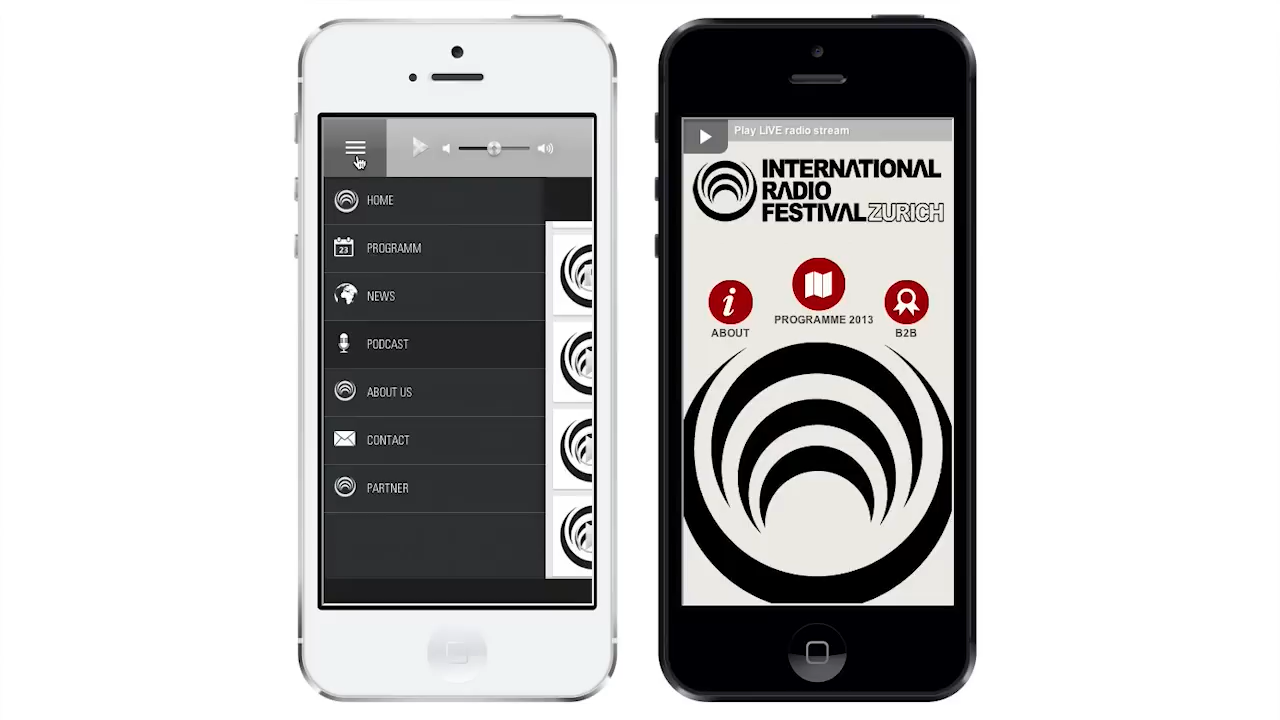 HOME
23
PROGRAMM
NEWS
PODCAST
ABOUT US
CONTACT
PARTNER
Play LIVE radio stream
INTERNATIONAL
RADIO
FESTIVAL ZURICH
i
ABOUT
PROGRAMME 2013
B2B